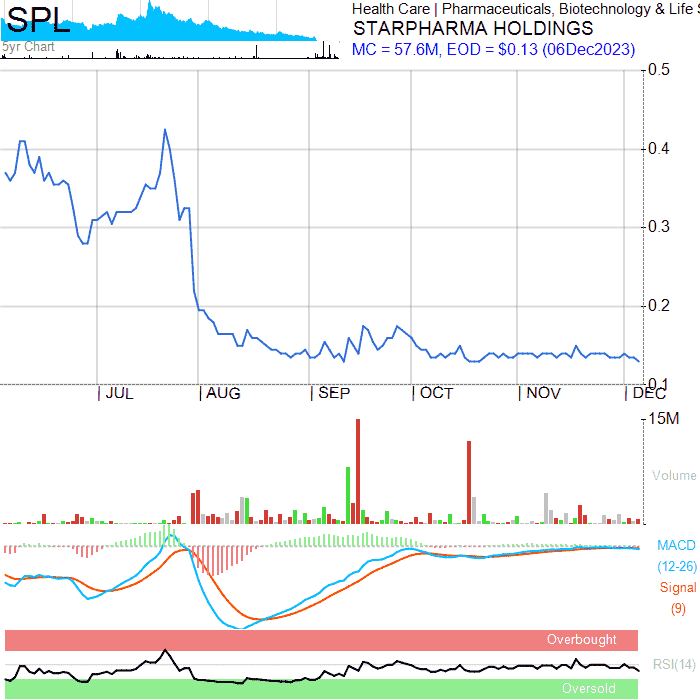 SPL
5yr Chart
Health Care | Pharmaceuticals, Biotechnology & Life S
STARPHARMA HOLDINGS
MC = 57.6M, EOD = $0.13 (06Dec2023)
0.5
0.4
0.3
0.2
0.1
JUL AUG SEP OCT NOV DEC
15M
Volume
MACD
(12-26)
Signal
(9)
Overbought
RSI(14)
Oversold